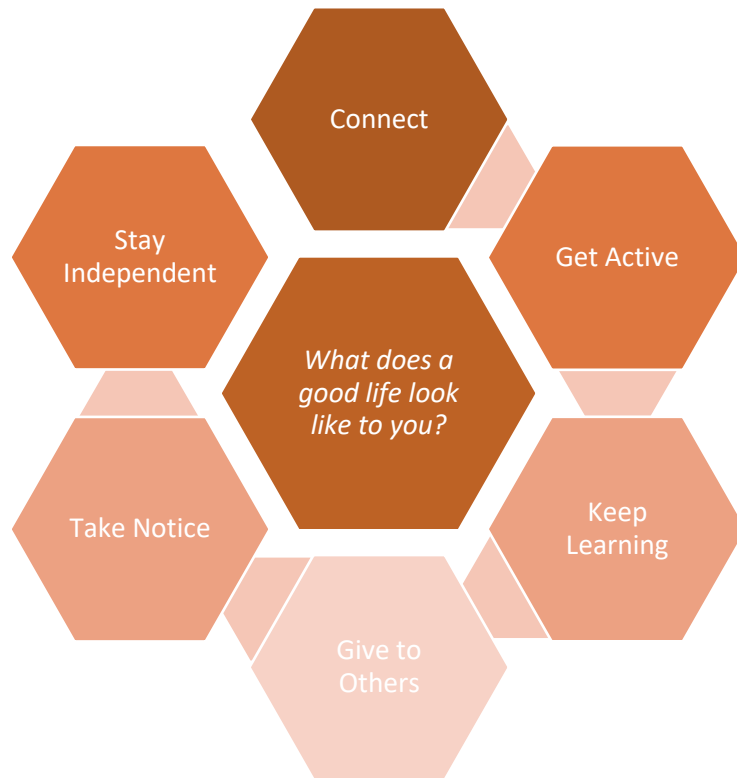 Connect
Get Active
Keep
Learning
Give to
Others
Take Notice
Stay
Independent
What does a
good life look
like to you?